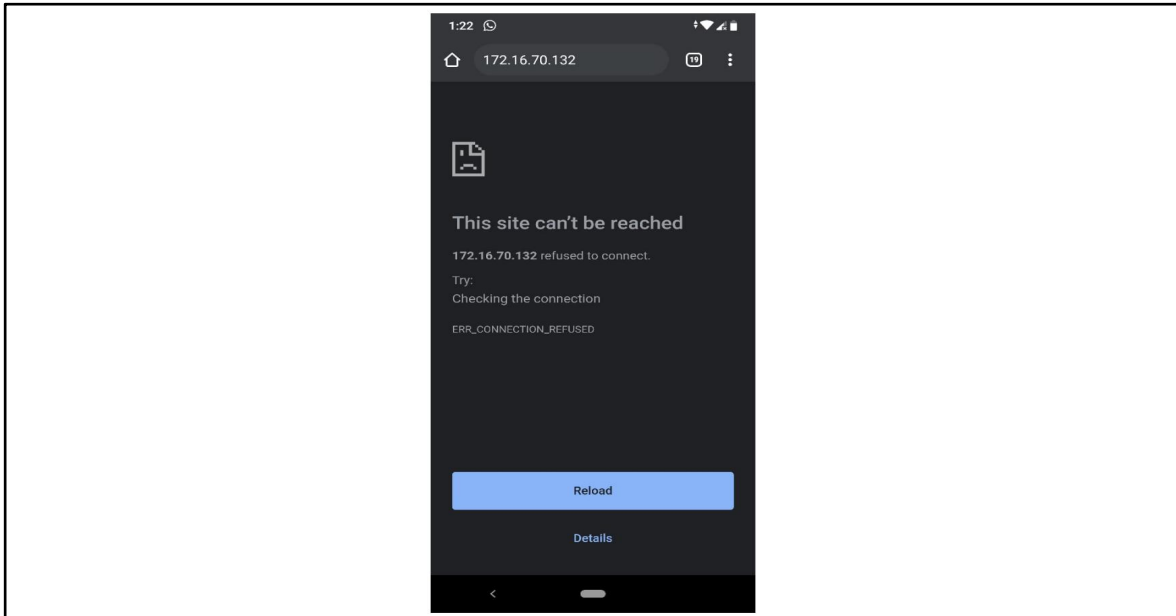 1:22
172.16.70.132 19
This site can't be reached
172.16.70.132 refused to connect.
Try:
Checking the connection
ERR_CONNECTION_REFUSED
Reload
Details